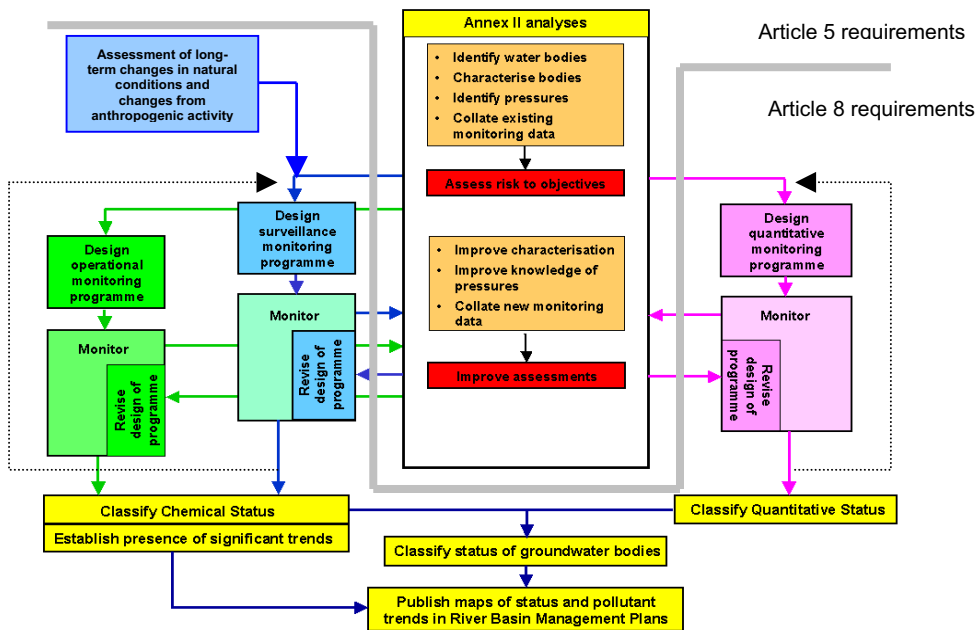 Annex II analyses
Article 5 requirements
Assessment of long-
term changes in natural
conditions and
changes from
anthropogenic activity
• Identify water bodies
• Characterise bodies
• Identify pressures
• Collate existing
monitoring data
Article 8 requirements
Assess risk to objectives
Design
surveillance
monitoring
programme
Design
quantitative
monitoring
programme
Design
operational
monitoring
programme
• Improve characterisation
• Improve knowledge of
pressures
• Collate new monitoring
data
Monitor
Monitor
Monitor
Revise
design of
programme
Revise
design of
programme
Revise
design of
programme
Improve assessments
Classify Chemical Status
Classify Quantitative Status
Establish presence of significant trends
Classify status of groundwater bodies
Publish maps of status and pollutant
trends in River Basin Management Plans